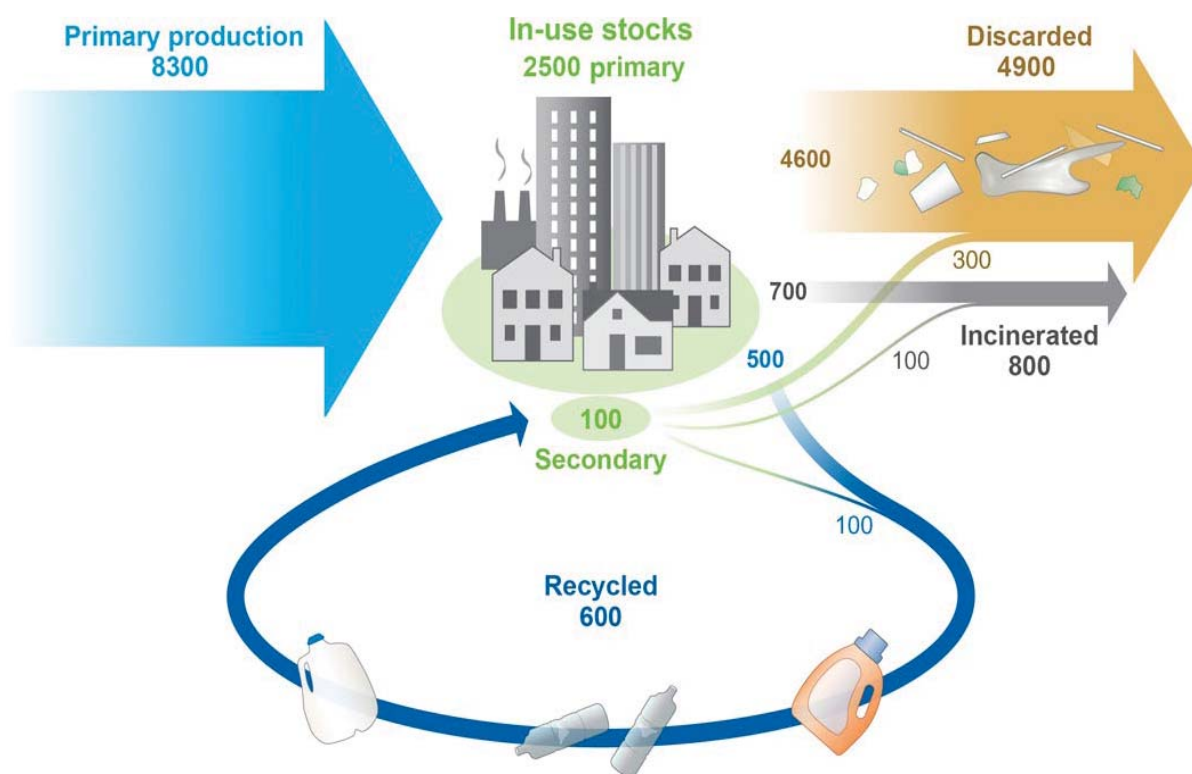 Primary production
8300
In-use stocks
2500 primary
Discarded
4900
4600
300
700
Incinerated
800
100
500
100
Secondary
100
Recycled
600